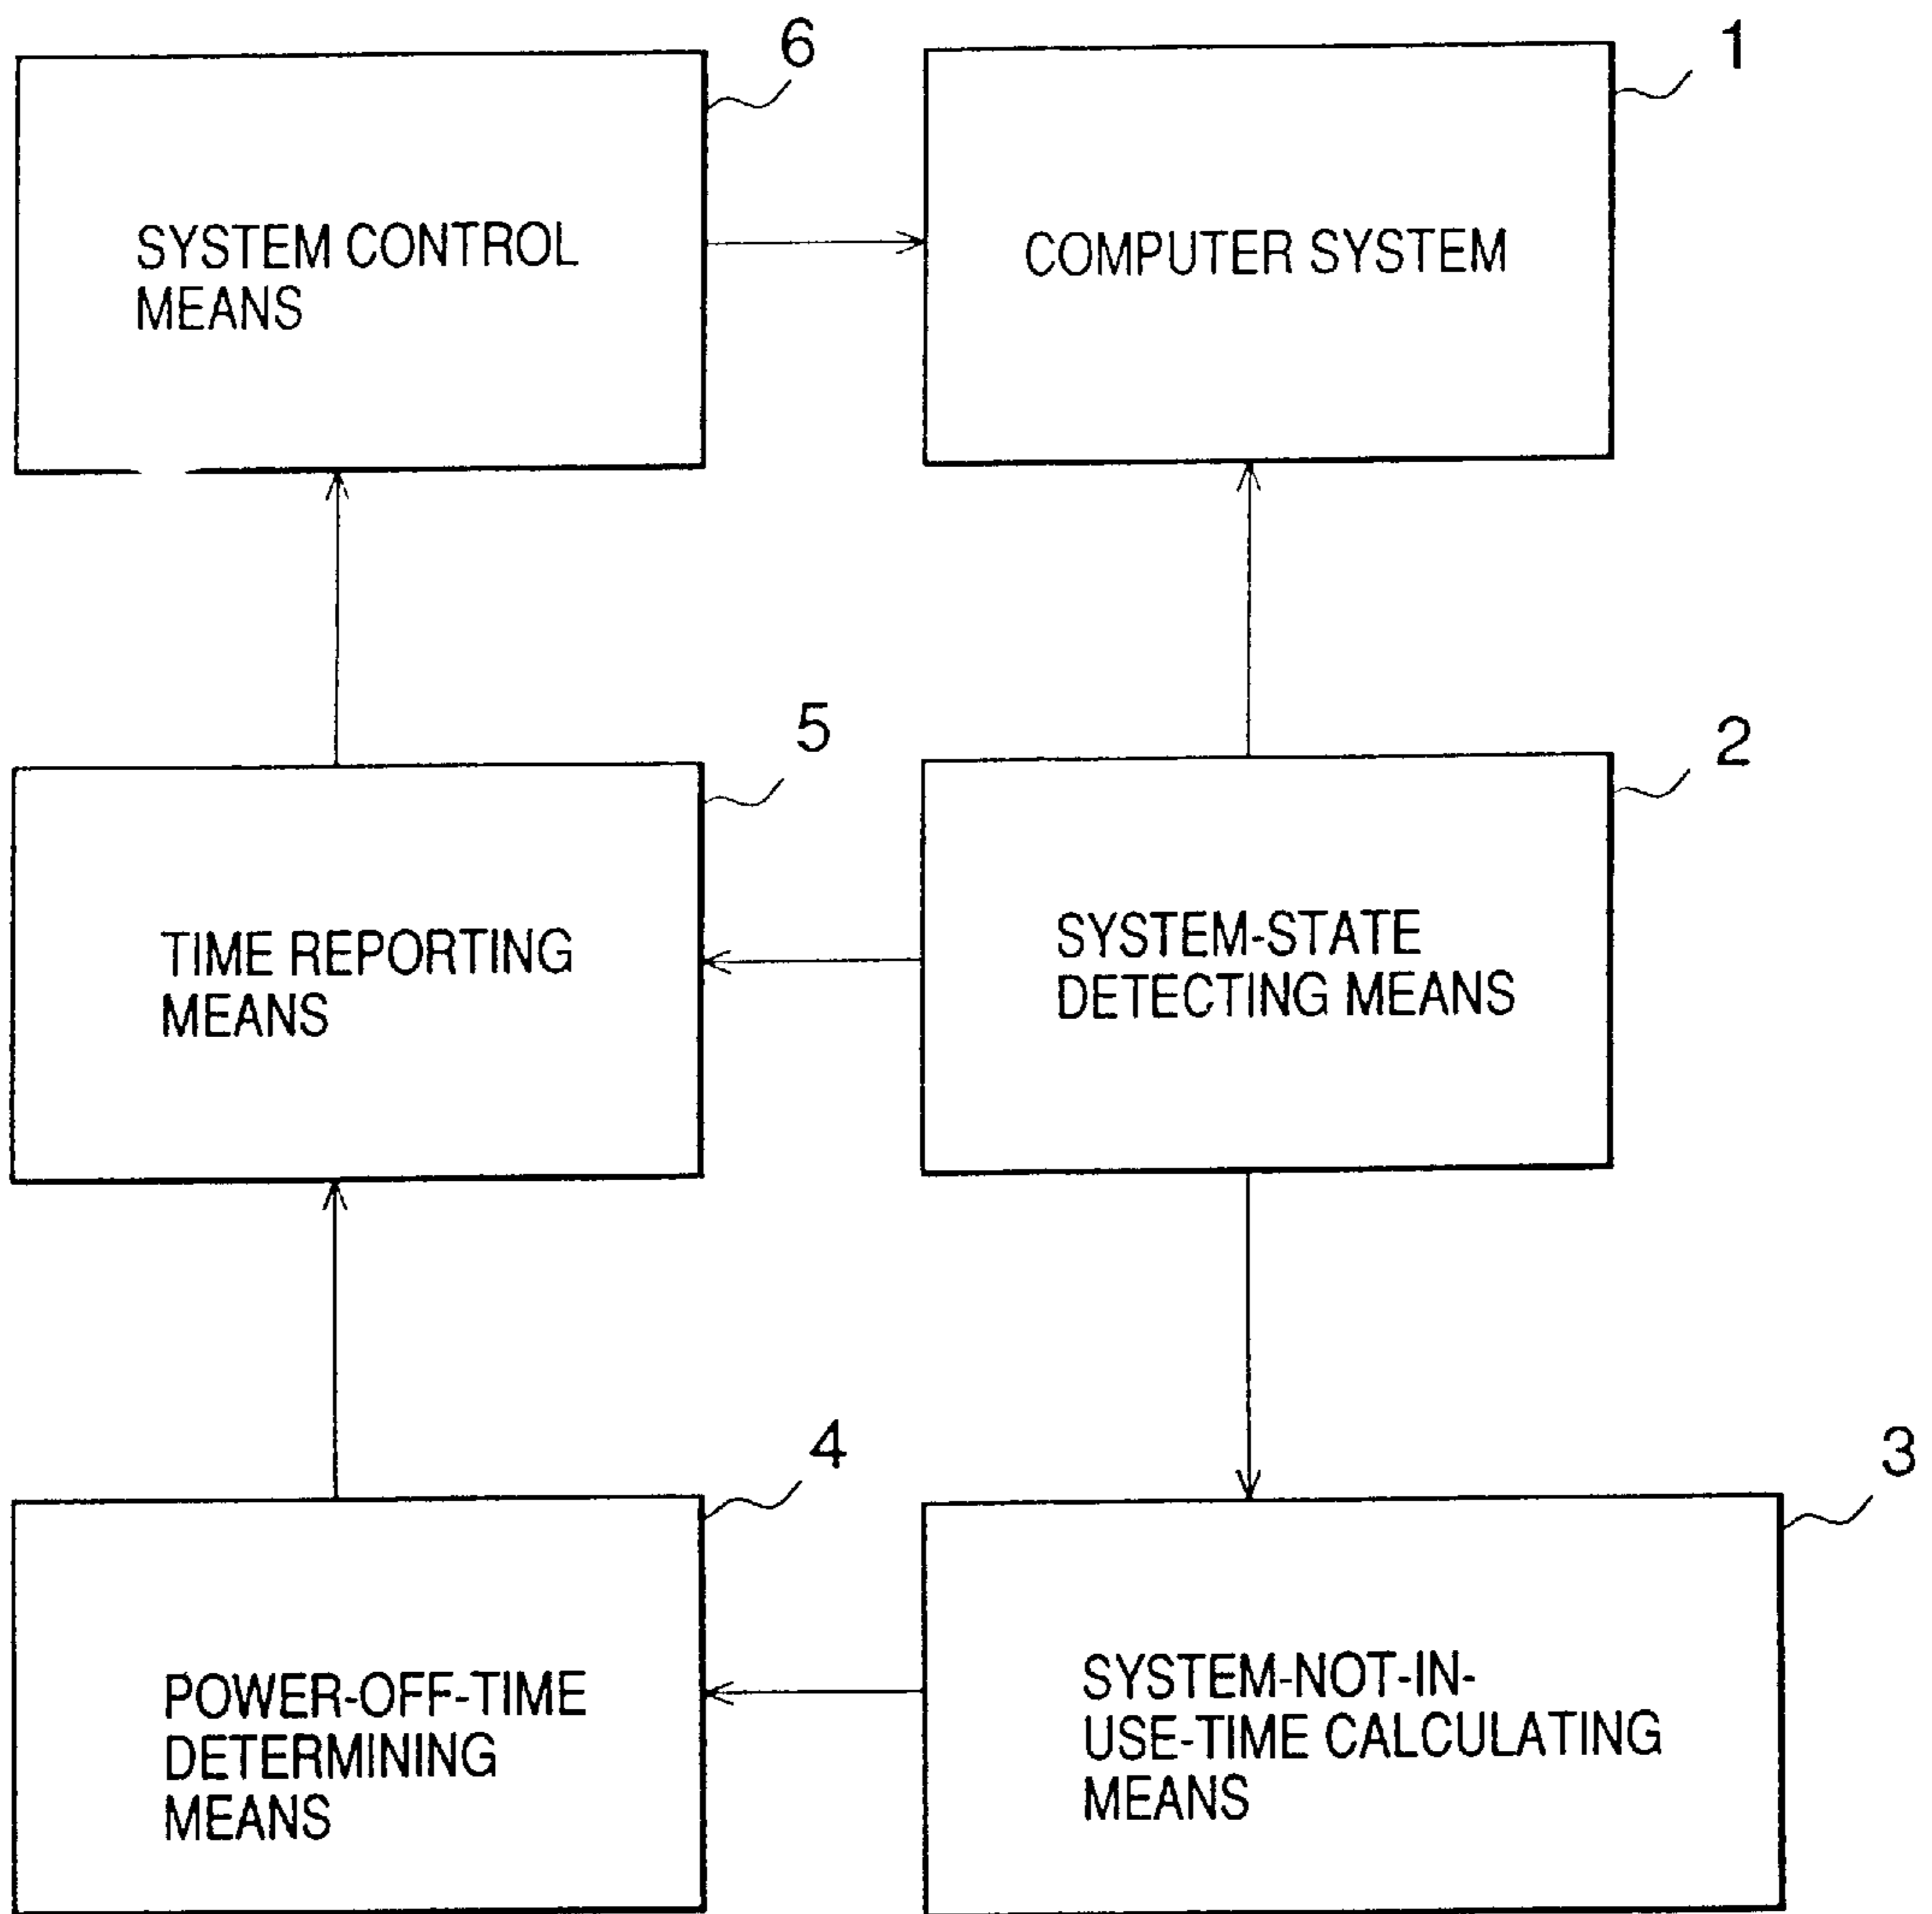 6
1
SYSTEM CONTROL
MEANS
COMPUTER SYSTEM
5
2
TIME REPORTING
MEANS
SYSTEM-STATE
DETECTING MEANS
4
3
POWER-OFF-TIME
DETERMINING
MEANS
SYSTEM-NOT-IN-
USE-TIME CALCULATING
MEANS